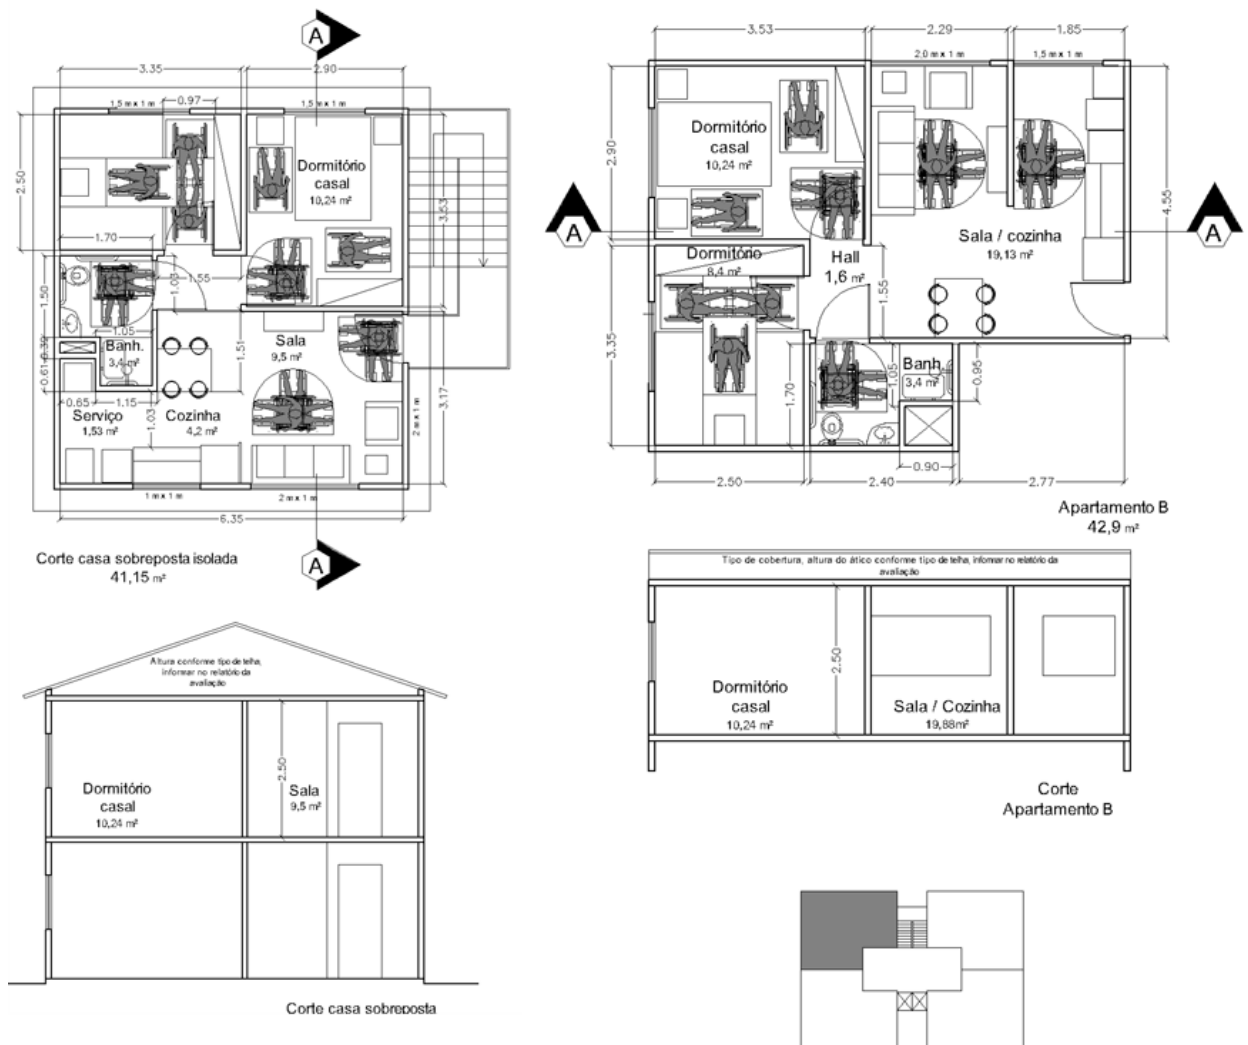 A
3.35
2.90
1,5 m x 1 m
0.97
1,5 m x 1 m
Dormitório
casal
10,24 m²
2.50
3.53
1.70
1.55
1.03
1.50
1.05
Banh.
3,4 m²
Sala
9,5 m²
1.51
0.39
0.61
0.65
1.15
Serviço
1,53 m²
Cozinha
4,2 m²
1.03
3.17
2 m x 1 m
1 m x 1 m
2 m x 1 m
6.35
A
Corte casa sobreposta isolada
41,15 m²
Altura conforme tipo de telha,
informar no relatório da
avaliação
2.50
Dormitório
casal
10,24 m²
Sala
9,5 m²
Corte casa sobreposta
3.53
2.29
1.85
2,0 m x 1 m
1,5 m x 1 m
Dormitório
casal
10,24 m²
2.90
4.55
A
A
Sala / cozinha
19,13 m²
Dormitório
8,4 m²
Hall
1,6 m²
1.55
3.35
1.70
1.05
Banh.
3,4 m²
0.95
0.90
2.50
2.40
2.77
Apartamento B
42,9 m²
Tipo de cobertura, altura do ático conforme tipo de telha, informar no relatório da
avaliação
2.50
Dormitório
casal
10,24 m²
Sala / Cozinha
19,88m²
Corte
Apartamento B